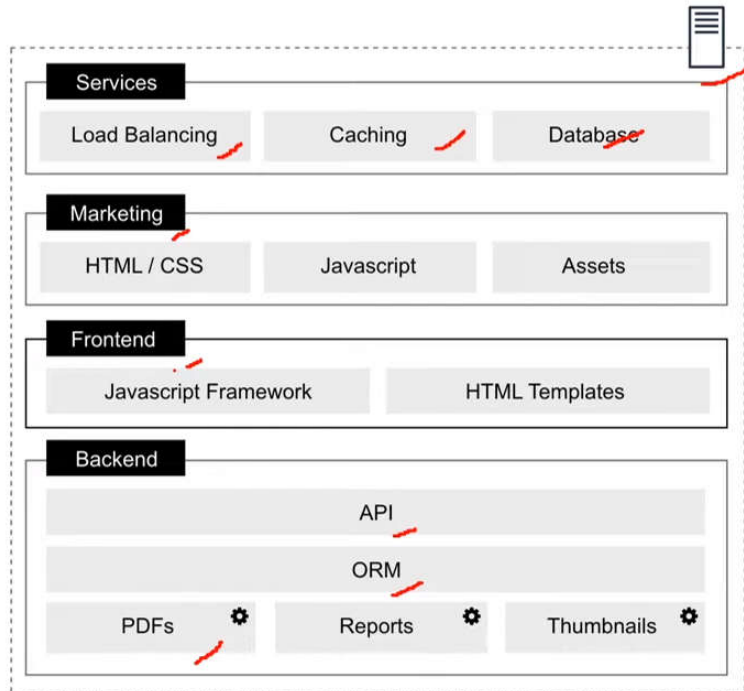 Services
Load Balancing Caching Database
Marketing
HTML / CSS Javascript Assets
Frontend
Javascript Framework HTML Templates
Backend
API
ORM
PDFs Reports Thumbnails